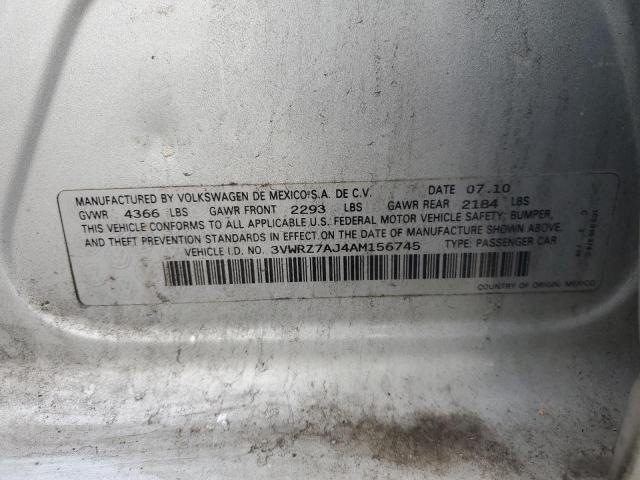 MANUFACTURED BY VOLKSWAGEN DE MEXICO S.A. DE C.V. DATE 07.10
GVWR 4366 LBS GAWR FRONT 2293 LBS GAWR REAR 2184 LBS
THIS VEHICLE CONFORMS TO ALL APPLICABLE U.S. FEDERAL MOTOR VEHICLE SAFETY, BUMPER,
AND THEFT PREVENTION STANDARDS IN EFFECT ON THE DATE OF MANUFACTURE SHOWN ABOVE.
VEHICLE I.D. NO. 3VWRZ7AJ4AM156745 TYPE: PASSENGER CAR
COUNTRY OF ORIGIN: MEXICO